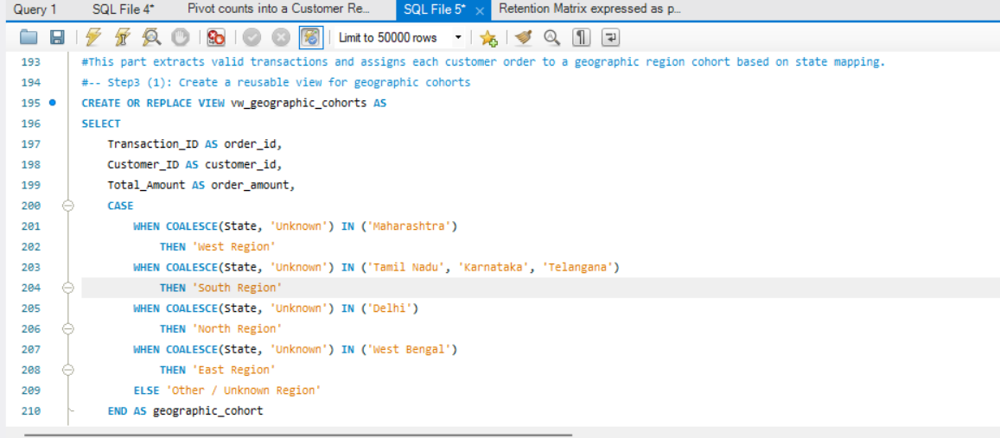 Query 1 SQL File 4* Pivot counts into a Customer Re... SQL File 5* Retention Matrix expressed as p...
Limit to 50000 rows
193 #This part extracts valid transactions and assigns each customer order to a geographic region cohort based on state mapping.
194 #-- Step3 (1): Create a reusable view for geographic cohorts
195 CREATE OR REPLACE VIEW vw_geographic_cohorts AS
196 SELECT
197 Transaction_ID AS order_id,
198 Customer_ID AS customer_id,
199 Total_Amount AS order_amount,
200 CASE
201 WHEN COALESCE(State, 'Unknown') IN ('Maharashtra')
202 THEN 'West Region'
203 WHEN COALESCE(State, 'Unknown') IN ('Tamil Nadu', 'Karnataka', 'Telangana')
204 THEN 'South Region'
205 WHEN COALESCE(State, 'Unknown') IN ('Delhi')
206 THEN 'North Region'
207 WHEN COALESCE(State, 'Unknown') IN ('West Bengal')
208 THEN 'East Region'
209 ELSE 'Other / Unknown Region'
210 END AS geographic_cohort